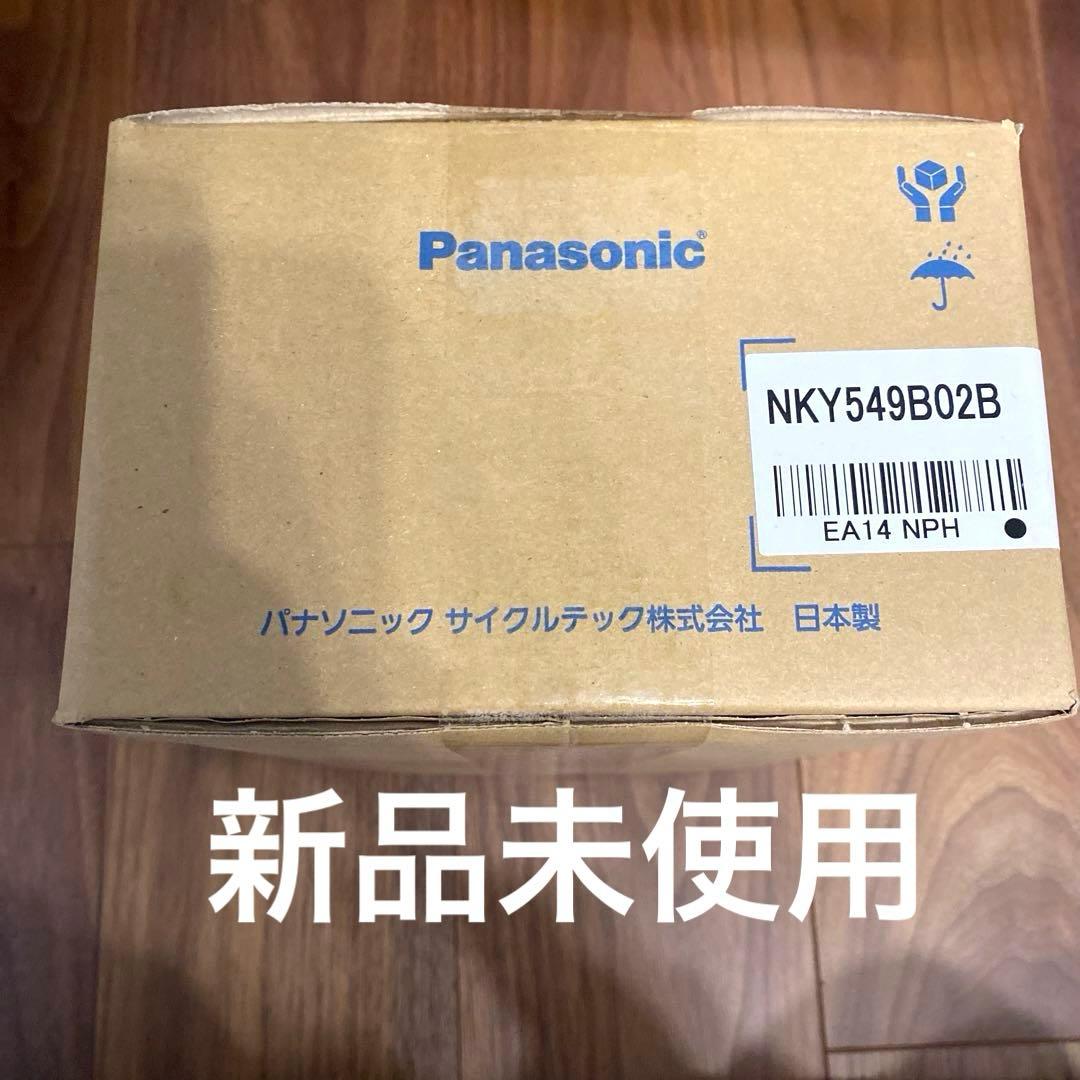 Panasonic®
NKY549B02B
EA14 NPH
パナソニック サイクルテック株式会社 日本製
新品未使用